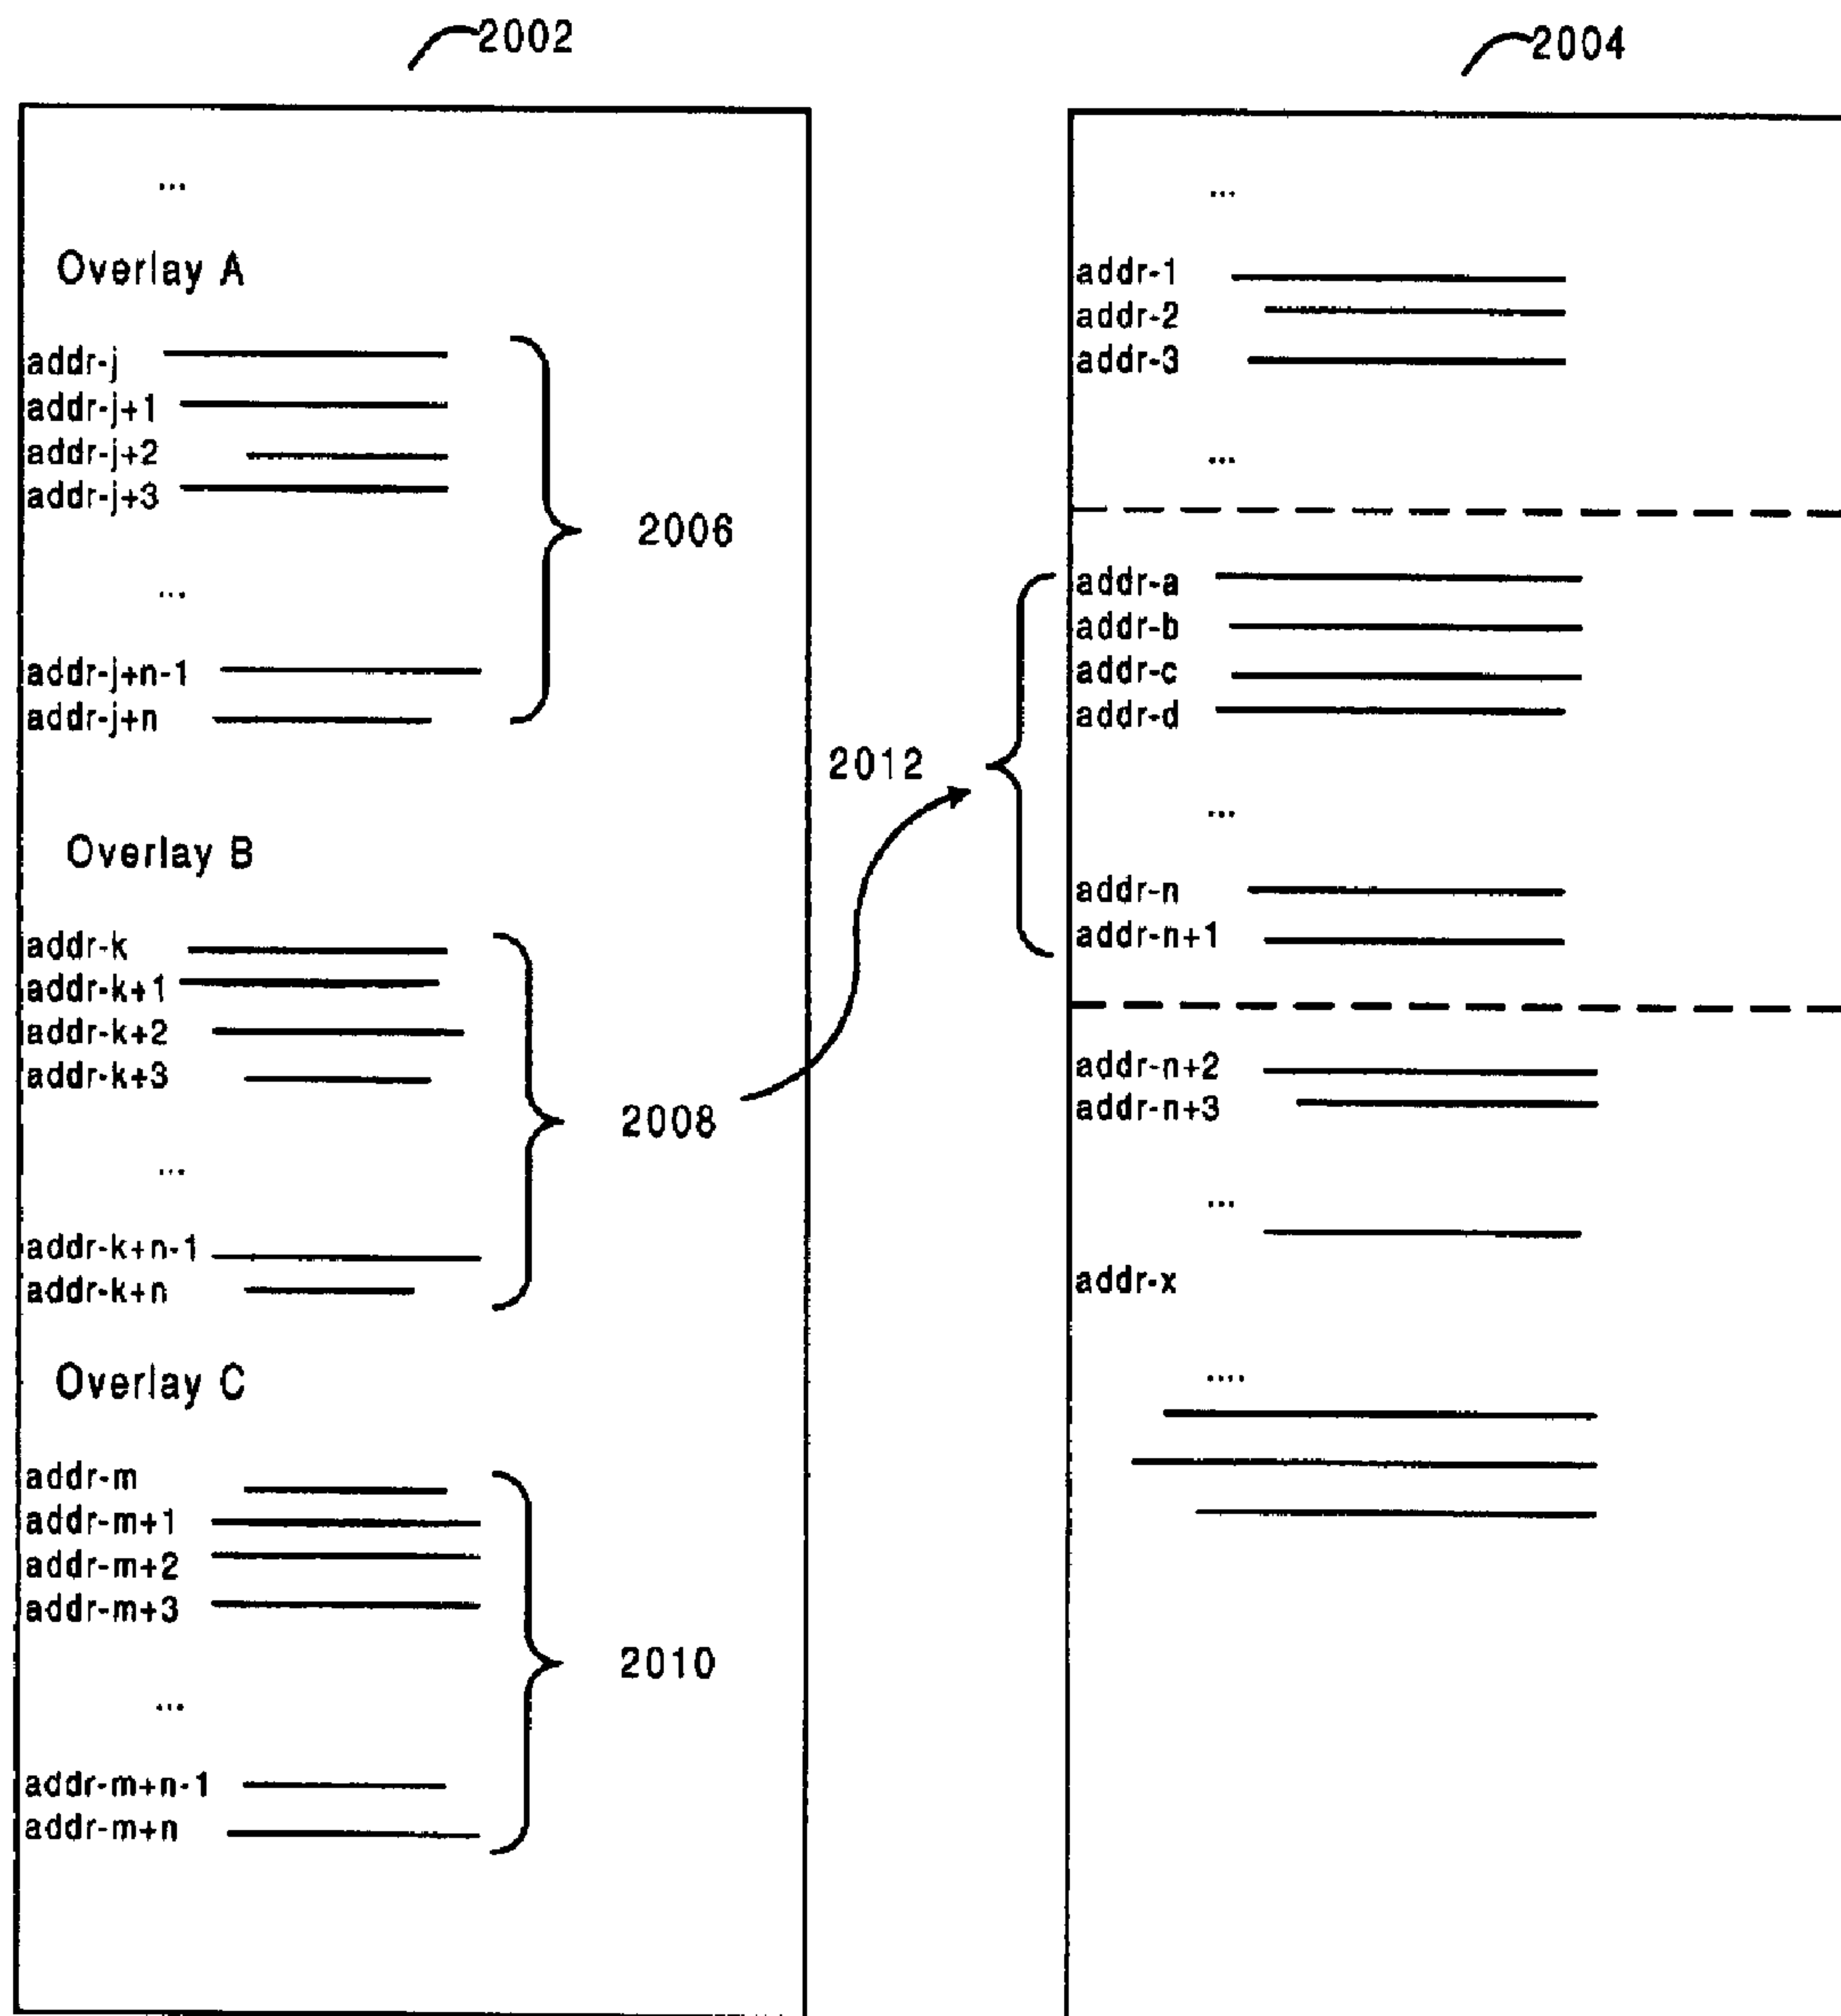 2002
...
Overlay A
addr-j
addr-j+1
addr-j+2
addr-j+3
...
addr-j+n-1
addr-j+n
2006
Overlay B
addr-k
addr-k+1
addr-k+2
addr-k+3
...
addr-k+n-1
addr-k+n
2008
Overlay C
addr-m
addr-m+1
addr-m+2
addr-m+3
...
addr-m+n-1
addr-m+n
2010
2004
...
addr-1
addr-2
addr-3
...
2012
addr-a
addr-b
addr-c
addr-d
...
addr-n
addr-n+1
addr-n+2
addr-n+3
...
addr-x
....